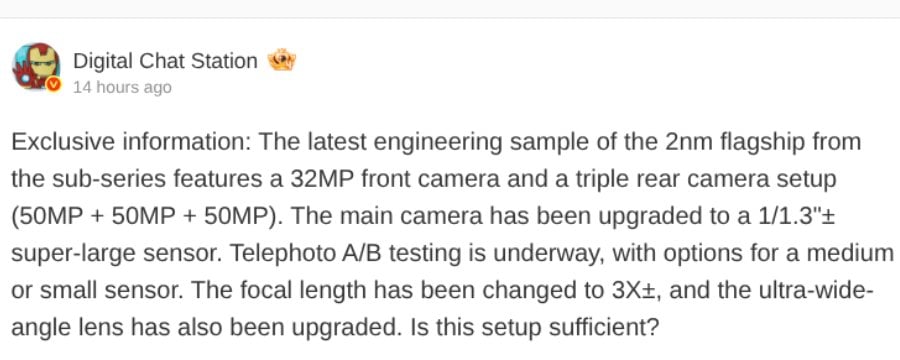 Digital Chat Station
14 hours ago
Exclusive information: The latest engineering sample of the 2nm flagship from
the sub-series features a 32MP front camera and a triple rear camera setup
(50MP + 50MP + 50MP). The main camera has been upgraded to a 1/1.3"±
super-large sensor. Telephoto A/B testing is underway, with options for a medium
or small sensor. The focal length has been changed to 3X±, and the ultra-wide-
angle lens has also been upgraded. Is this setup sufficient?